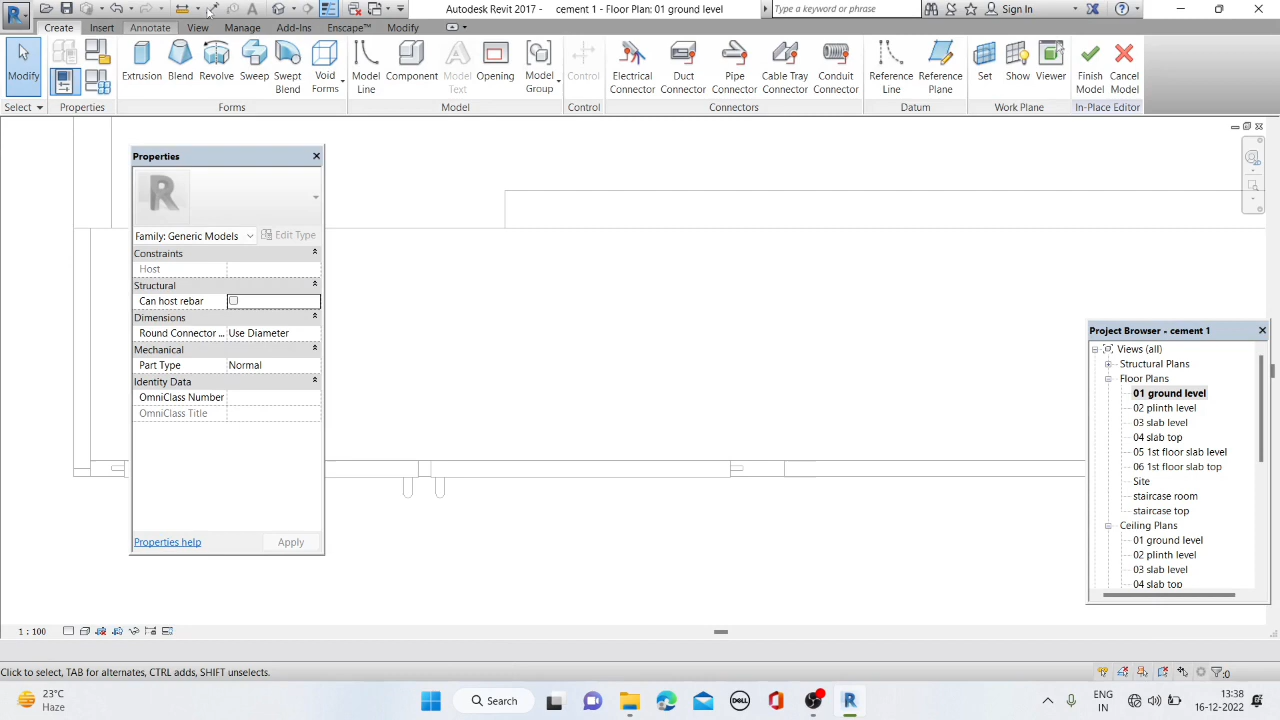 Autodesk Revit 2017 - cement 1 - Floor Plan: 01 ground level
Type a keyword or phrase
Sign In
Create Insert Annotate View Manage Add-Ins Enscape™ Modify
Modify
Extrusion
Blend
Revolve
Sweep
Swept Blend
Void Forms
Model Line
Component
Model Text
Opening
Model Group
Control
Electrical Connector
Duct Connector
Pipe Connector
Cable Tray Connector
Conduit Connector
Reference Line
Reference Plane
Set
Show
Viewer
Finish Model
Cancel Model
Select Properties Forms Model Control Connectors Datum Work Plane In-Place Editor
Properties
Family: Generic Models Edit Type
Constraints
Host
Structural
Can host rebar
Dimensions
Round Connector ... Use Diameter
Mechanical
Part Type Normal
Identity Data
OmniClass Number
OmniClass Title
Properties help Apply
Project Browser - cement 1
Views (all)
Structural Plans
Floor Plans
01 ground level
02 plinth level
03 slab level
04 slab top
05 1st floor slab level
06 1st floor slab top
Site
staircase room
staircase top
Ceiling Plans
01 ground level
02 plinth level
03 slab level
04 slab top
1 : 100
Click to select, TAB for alternates, CTRL adds, SHIFT unselects.
:0
23°C
Haze
Search
ENG
IN
13:38
16-12-2022